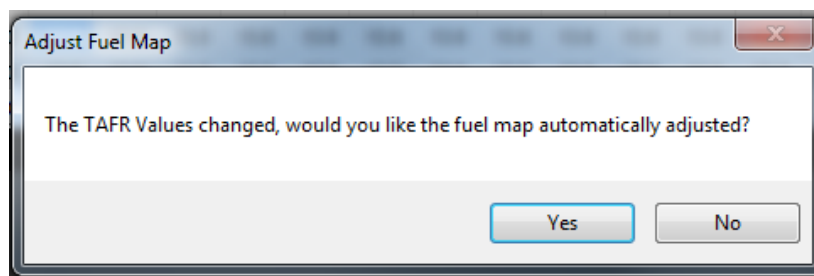 Adjust Fuel Map
The TAFR Values changed, would you like the fuel map automatically adjusted?
Yes
No